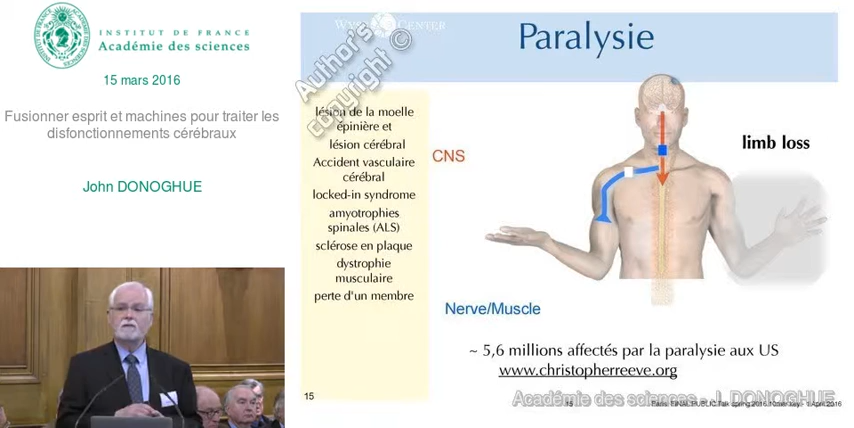 INSTITUT DE FRANCE
Académie des sciences
15 mars 2016
Fusionner esprit et machines pour traiter les
disfonctionnements cérébraux
John DONOGHUE
WYSS CENTER
Paralysie
Author's
copyright ©
lésion de la moelle
épinière et
lésion cérébral
Accident vasculaire
cérébral
locked-in syndrome
amyotrophies
spinales (ALS)
sclérose en plaque
dystrophie
musculaire
perte d'un membre
CNS
limb loss
Nerve/Muscle
~ 5,6 millions affectés par la paralysie aux US
www.christopherreeve.org
15
Académie des sciences - J. DONOGHUE
15